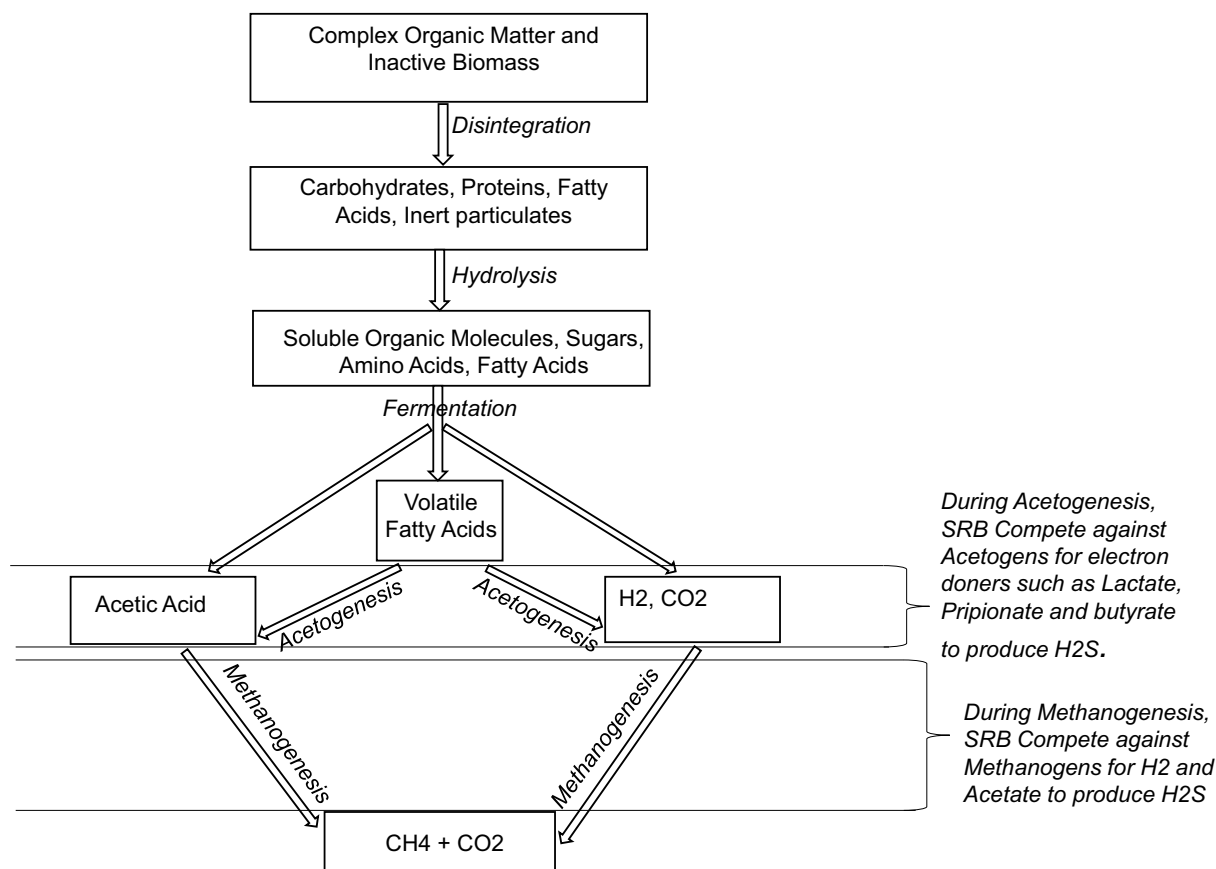 Complex Organic Matter and
Inactive Biomass
Disintegration
Carbohydrates, Proteins, Fatty
Acids, Inert particulates
Hydrolysis
Soluble Organic Molecules, Sugars,
Amino Acids, Fatty Acids
Fermentation
Volatile
Fatty Acids
During Acetogenesis,
SRB Compete against
Acetogens for electron
doners such as Lactate,
Pripionate and butyrate
to produce H2S.
Acetic Acid
Acetogenesis
Acetogenesis
H2, CO2
Methanogenesis
Methanogenesis
During Methanogenesis,
SRB Compete against
Methanogens for H2 and
Acetate to produce H2S
CH4 + CO2